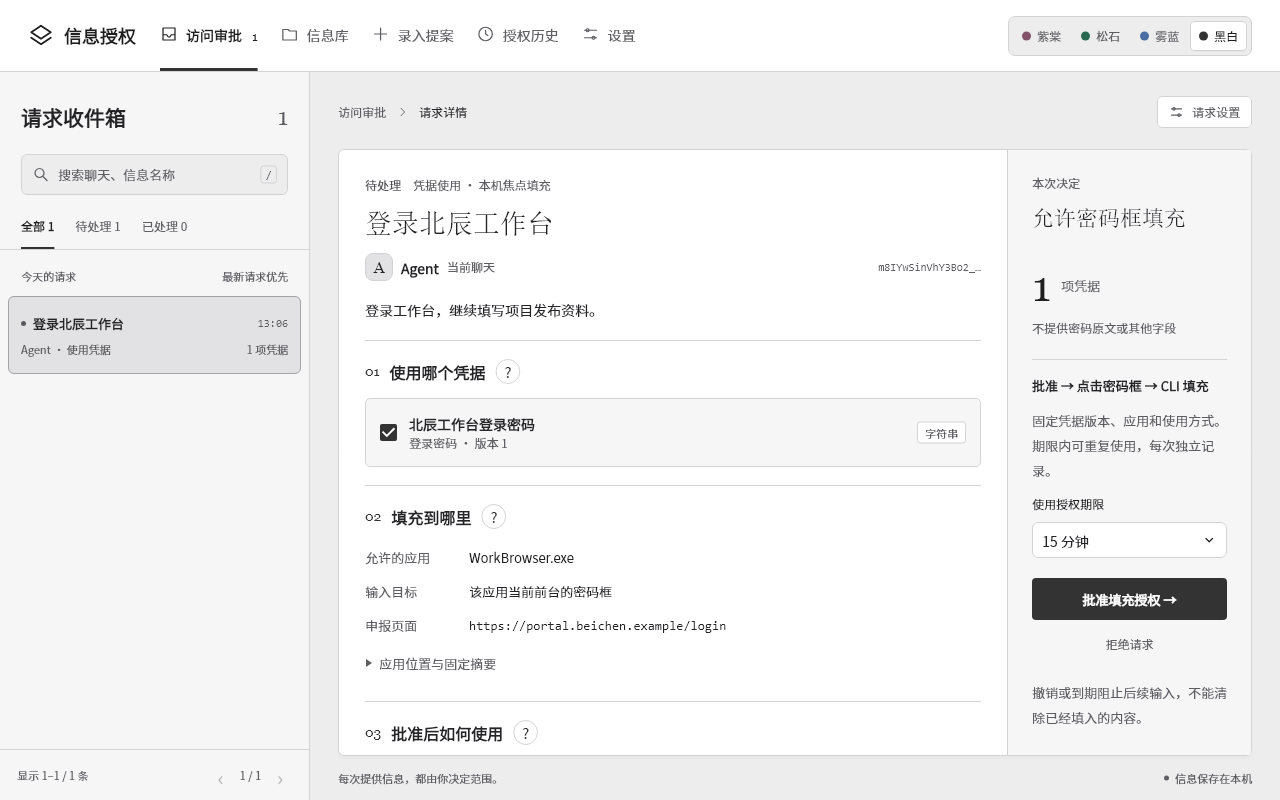 信息授权
访问审批 1
信息库
录入提案
授权历史
设置
紫棠
松石
雾蓝
黑白
请求收件箱
1
搜索聊天、信息名称
/
全部 1
待处理 1
已处理 0
今天的请求
最新请求优先
登录北辰工作台
13:06
Agent · 使用凭据
1 项凭据
显示 1–1 / 1 条
‹ 1 / 1 ›
访问审批 > 请求详情
请求设置
待处理 凭据使用 · 本机焦点填充
登录北辰工作台
A Agent 当前聊天
m8IYwSinVhY3Bo2_…
登录工作台，继续填写项目发布资料。
01 使用哪个凭据 ?
北辰工作台登录密码
登录密码 · 版本 1
字符串
02 填充到哪里 ?
允许的应用 WorkBrowser.exe
输入目标 该应用当前前台的密码框
申报页面 https://portal.beichen.example/login
应用位置与固定摘要
03 批准后如何使用 ?
本次决定
允许密码框填充
1 项凭据
不提供密码原文或其他字段
批准 → 点击密码框 → CLI 填充
固定凭据版本、应用和使用方式。
期限内可重复使用，每次独立记
录。
使用授权期限
15 分钟
批准填充授权 →
拒绝请求
撤销或到期阻止后续输入，不能清
除已经填入的内容。
每次提供信息，都由你决定范围。
信息保存在本机